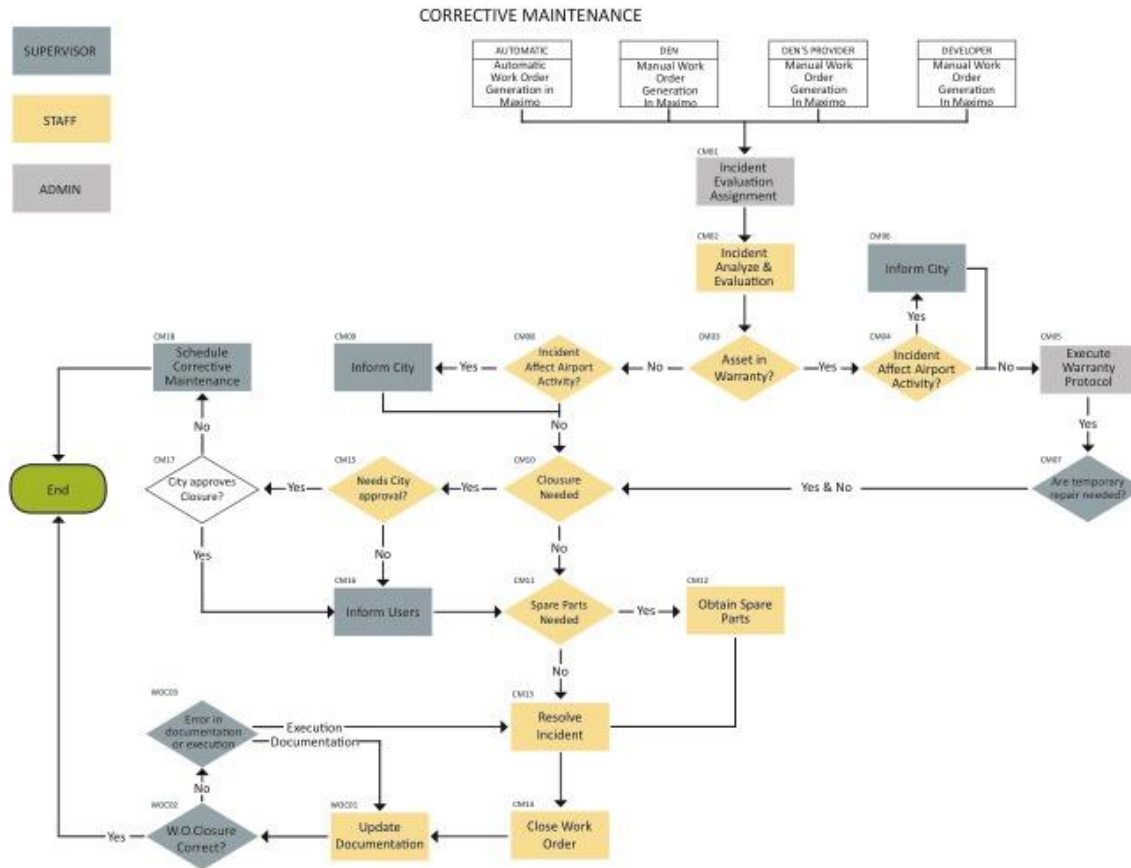 CORRECTIVE MAINTENANCE
SUPERVISOR
STAFF
ADMIN
AUTOMATIC
Automatic
Work Order
Generation in
Maximo
DEN
Manual Work
Order
Generation
In Maximo
DEN'S PROVIDER
Manual Work
Order
Generation
In Maximo
DEVELOPER
Manual Work
Order
Generation
In Maximo
CM01
Incident
Evaluation
Assignment
CM02
Incident
Analyze &
Evaluation
CM06
Inform City
Yes
CM18
Schedule
Corrective
Maintenance
CM09
Inform City
Yes
CM08
Incident
Affect Airport
Activity?
No
CM03
Asset in
Warranty?
Yes
CM04
Incident
Affect Airport
Activity?
No
CM05
Execute
Warranty
Protocol
No
No
Yes
End
CM17
City approves
Closure?
Yes
CM15
Needs City
approval?
Yes
CM10
Clousure
Needed
Yes & No
CM07
Are temporary
repair needed?
Yes
No
No
CM16
Inform Users
CM11
Spare Parts
Needed
Yes
CM12
Obtain Spare
Parts
No
WOC03
Error in
documentation
or execution
Execution
Documentation
CM13
Resolve
Incident
No
Yes
WOC02
W.O.Closure
Correct?
WOC01
Update
Documentation
CM14
Close Work
Order